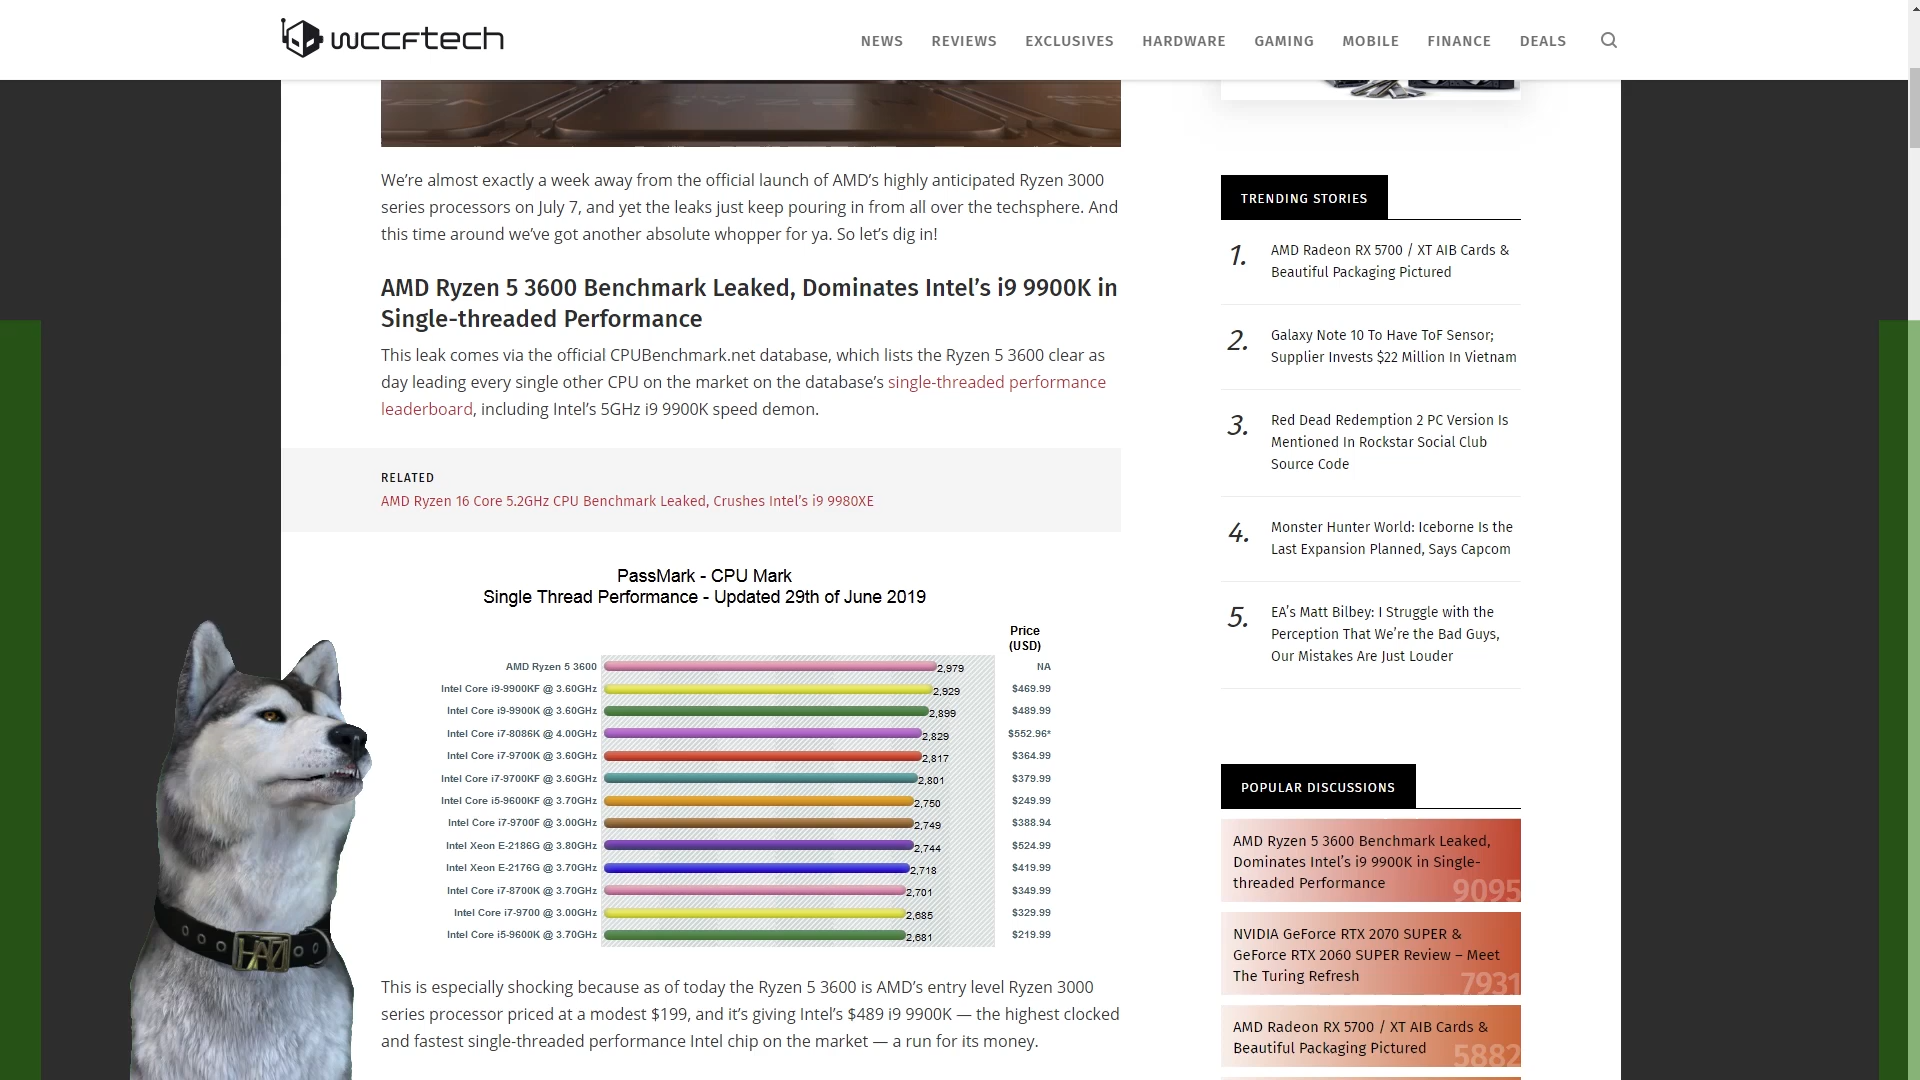 wccftech
NEWS REVIEWS EXCLUSIVES HARDWARE GAMING MOBILE FINANCE DEALS
We’re almost exactly a week away from the official launch of AMD’s highly anticipated Ryzen 3000
series processors on July 7, and yet the leaks just keep pouring in from all over the techsphere. And
this time around we’ve got another absolute whopper for ya. So let’s dig in!
AMD Ryzen 5 3600 Benchmark Leaked, Dominates Intel’s i9 9900K in
Single-threaded Performance
This leak comes via the official CPUBenchmark.net database, which lists the Ryzen 5 3600 clear as
day leading every single other CPU on the market on the database’s single-threaded performance
leaderboard, including Intel’s 5GHz i9 9900K speed demon.
RELATED
AMD Ryzen 16 Core 5.2GHz CPU Benchmark Leaked, Crushes Intel’s i9 9980XE
PassMark - CPU Mark
Single Thread Performance - Updated 29th of June 2019
Price
(USD)
AMD Ryzen 5 3600 2,979 NA
Intel Core i9-9900KF @ 3.60GHz 2,929 $469.99
Intel Core i9-9900K @ 3.60GHz 2,899 $489.99
Intel Core i7-8086K @ 4.00GHz 2,829 $552.96*
Intel Core i7-9700K @ 3.60GHz 2,817 $364.99
Intel Core i7-9700KF @ 3.60GHz 2,801 $379.99
Intel Core i5-9600KF @ 3.70GHz 2,750 $249.99
Intel Core i7-9700F @ 3.00GHz 2,749 $388.94
Intel Xeon E-2186G @ 3.80GHz 2,744 $524.99
Intel Xeon E-2176G @ 3.70GHz 2,718 $419.99
Intel Core i7-8700K @ 3.70GHz 2,701 $349.99
Intel Core i7-9700 @ 3.00GHz 2,685 $329.99
Intel Core i5-9600K @ 3.70GHz 2,681 $219.99
This is especially shocking because as of today the Ryzen 5 3600 is AMD’s entry level Ryzen 3000
series processor priced at a modest $199, and it’s giving Intel’s $489 i9 9900K — the highest clocked
and fastest single-threaded performance Intel chip on the market — a run for its money.
TRENDING STORIES
1. AMD Radeon RX 5700 / XT AIB Cards &
Beautiful Packaging Pictured
2. Galaxy Note 10 To Have ToF Sensor;
Supplier Invests $22 Million In Vietnam
3. Red Dead Redemption 2 PC Version Is
Mentioned In Rockstar Social Club
Source Code
4. Monster Hunter World: Iceborne Is the
Last Expansion Planned, Says Capcom
5. EA’s Matt Bilbey: I Struggle with the
Perception That We’re the Bad Guys,
Our Mistakes Are Just Louder
POPULAR DISCUSSIONS
AMD Ryzen 5 3600 Benchmark Leaked,
Dominates Intel’s i9 9900K in Single-
threaded Performance
9095
NVIDIA GeForce RTX 2070 SUPER &
GeForce RTX 2060 SUPER Review – Meet
The Turing Refresh
7931
AMD Radeon RX 5700 / XT AIB Cards &
Beautiful Packaging Pictured
5882